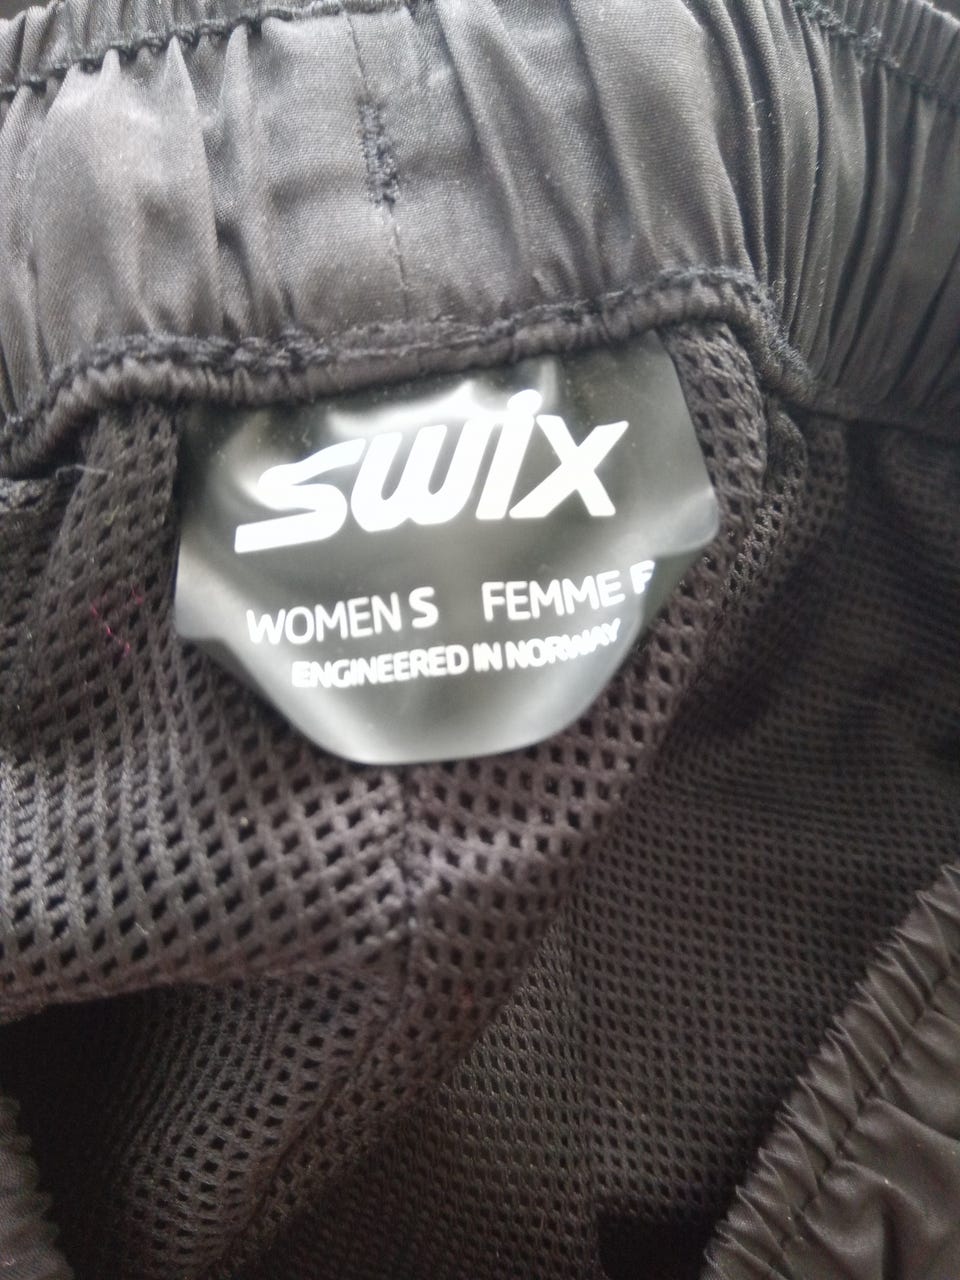 swix
WOMEN S FEMME F
ENGINEERED IN NORWAY